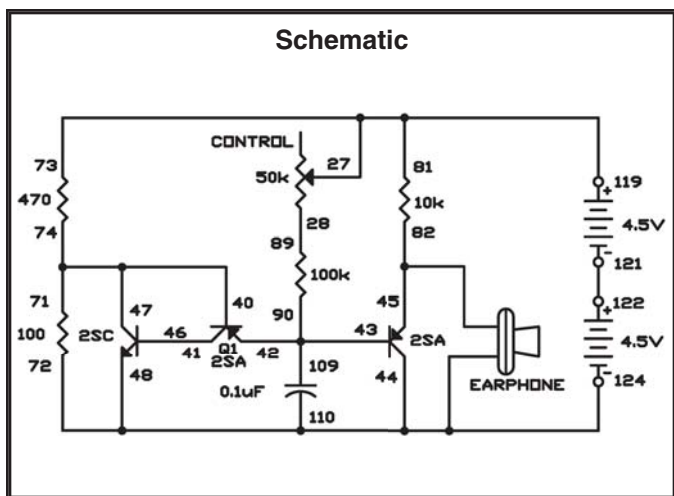 Schematic
CONTROL
73
27
81
119
+
470
50k
10k
4.5V
74
28
82
-
121
89
100k
122
+
71
47
40
90
45
100
2SC
46
41
Q1
2SA
42
43
2SA
4.5V
72
48
109
44
EARPHONE
-
124
0.1uF
110